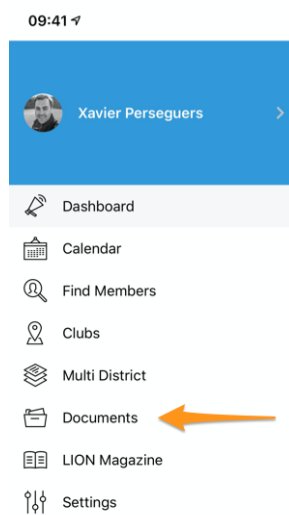 09:41
Xavier Perseguers
Dashboard
Calendar
Find Members
Clubs
Multi District
Documents
LION Magazine
Settings